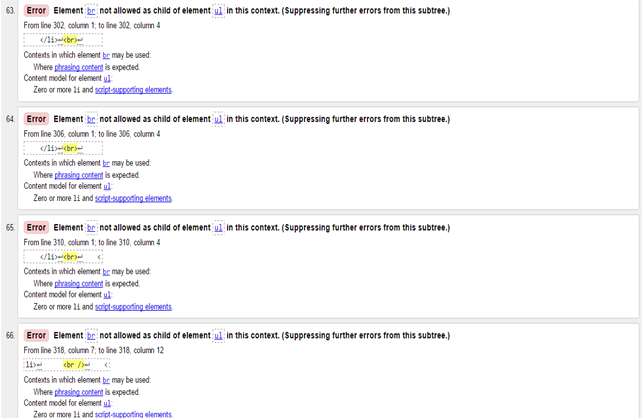 63. Error Element br not allowed as child of element ul in this context. (Suppressing further errors from this subtree.)
From line 302, column 1; to line 302, column 4
</li>↩<br>↩
Contexts in which element br may be used:
Where phrasing content is expected.
Content model for element ul:
Zero or more li and script-supporting elements.
64. Error Element br not allowed as child of element ul in this context. (Suppressing further errors from this subtree.)
From line 306, column 1; to line 306, column 4
</li>↩<br>↩
Contexts in which element br may be used:
Where phrasing content is expected.
Content model for element ul:
Zero or more li and script-supporting elements.
65. Error Element br not allowed as child of element ul in this context. (Suppressing further errors from this subtree.)
From line 310, column 1; to line 310, column 4
</li>↩<br>↩ <
Contexts in which element br may be used:
Where phrasing content is expected.
Content model for element ul:
Zero or more li and script-supporting elements.
66. Error Element br not allowed as child of element ul in this context. (Suppressing further errors from this subtree.)
From line 318, column 7; to line 318, column 12
li>↩ <br />↩ <
Contexts in which element br may be used:
Where phrasing content is expected.
Content model for element ul:
Zero or more li and script-supporting elements.